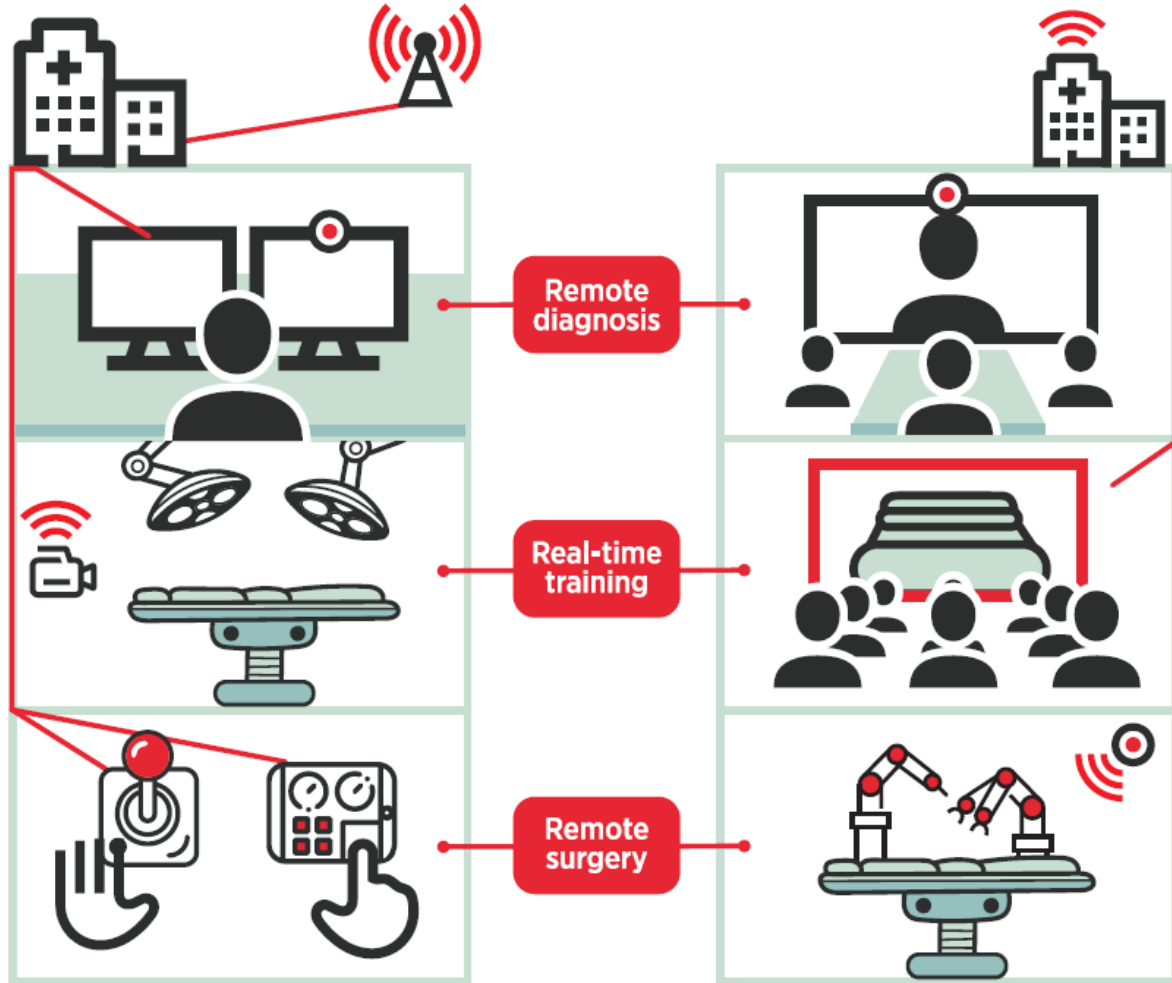 Remote
diagnosis
Real-time
training
Remote
surgery